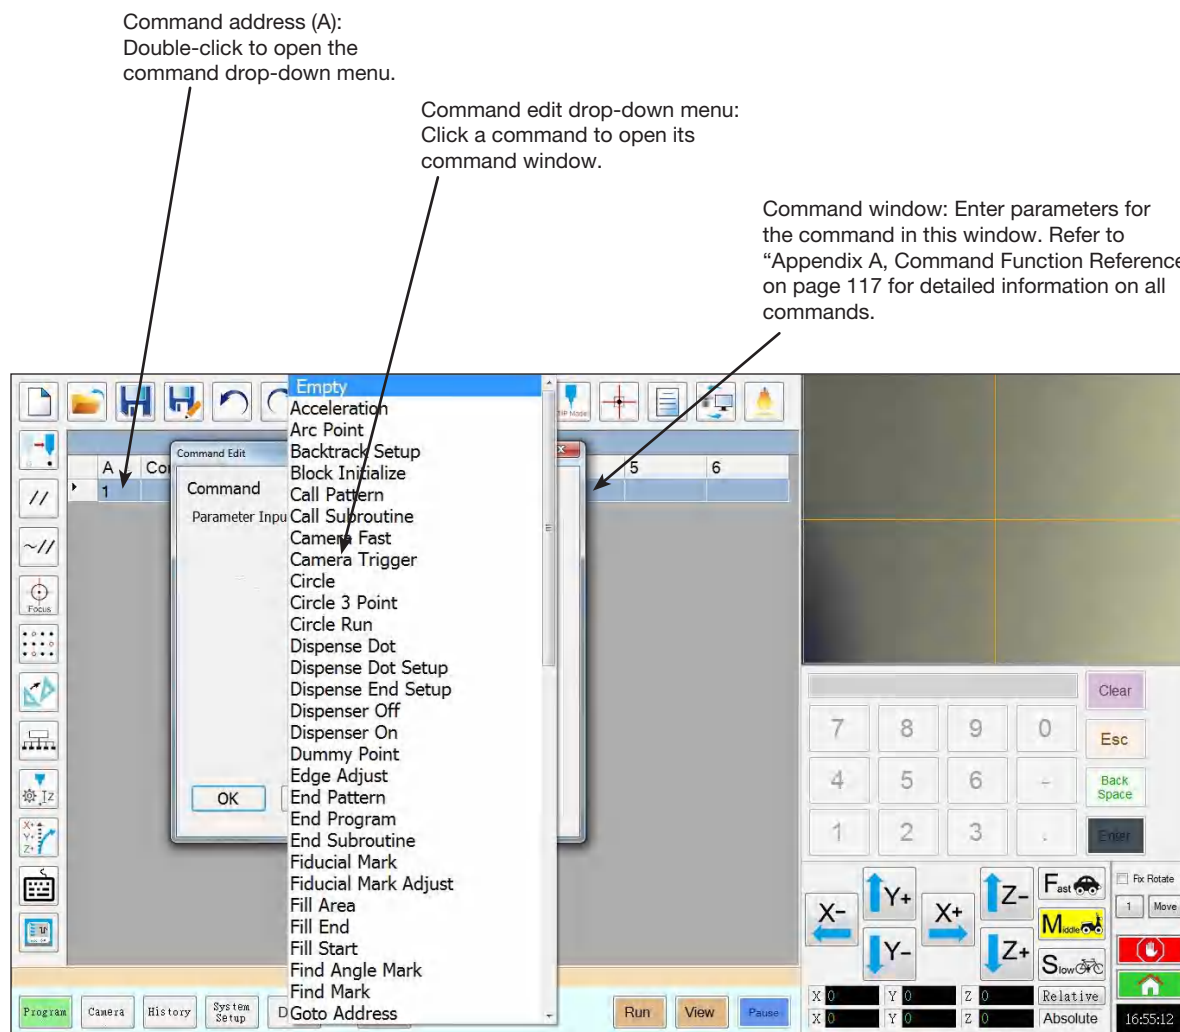 Command address (A):
Double-click to open the
command drop-down menu.
Command edit drop-down menu:
Click a command to open its
command window.
Command window: Enter parameters for
the command in this window. Refer to
“Appendix A, Command Function Reference
on page 117 for detailed information on all
commands.
Empty
Acceleration
Arc Point
Backtrack Setup
Block Initialize
Call Pattern
Call Subroutine
Camera Fast
Camera Trigger
Circle
Circle 3 Point
Circle Run
Dispense Dot
Dispense Dot Setup
Dispense End Setup
Dispenser Off
Dispenser On
Dummy Point
Edge Adjust
End Pattern
End Program
End Subroutine
Fiducial Mark
Fiducial Mark Adjust
Fill Area
Fill End
Fill Start
Find Angle Mark
Find Mark
Goto Address
A 5 6
1
Command Edit
Command
OK
//
~//
Focus
IZ
X+
Y+
Z+
Clear
7 8 9 0 Esc
4 5 6 - Back
Space
1 2 3 . Enter
X- Y+ X+ Z- Fast
Y- Z+ Middle
Slow
Fix Rotate
1 Move
X 0 Y 0 Z 0 Relative
X 0 Y 0 Z 0 Absolute
16:55:12
Program Camera History System
Setup
Run View Pause